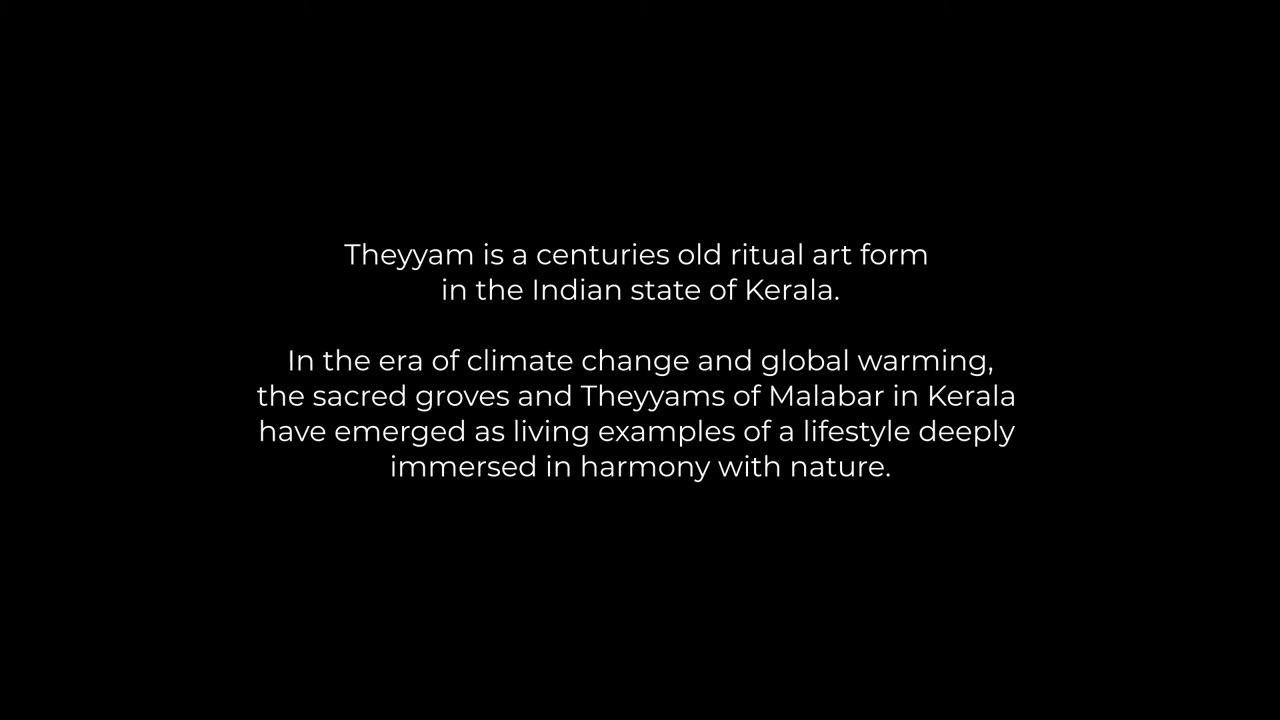 Theyyam is a centuries old ritual art form
in the Indian state of Kerala.
In the era of climate change and global warming,
the sacred groves and Theyyams of Malabar in Kerala
have emerged as living examples of a lifestyle deeply
immersed in harmony with nature.